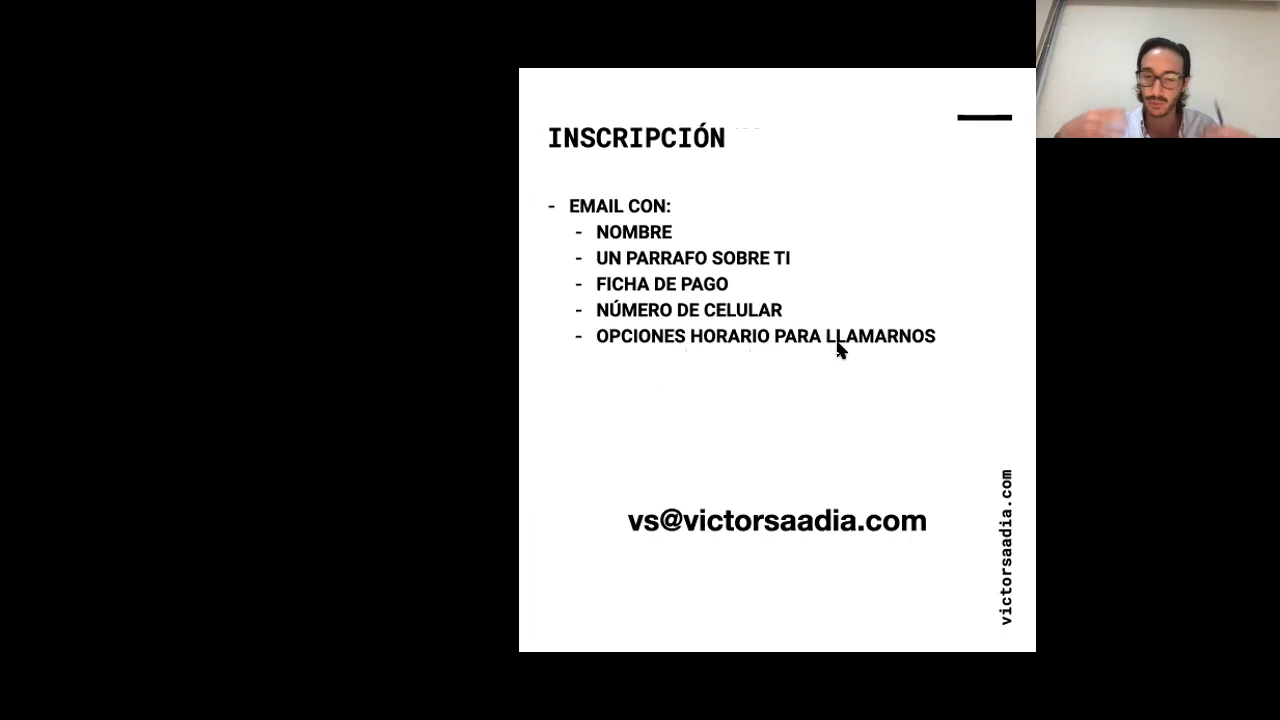 INSCRIPCIÓN
- EMAIL CON:
- NOMBRE
- UN PARRAFO SOBRE TI
- FICHA DE PAGO
- NÚMERO DE CELULAR
- OPCIONES HORARIO PARA LLAMARNOS
vs@victorsaadia.com
victorsaadia.com